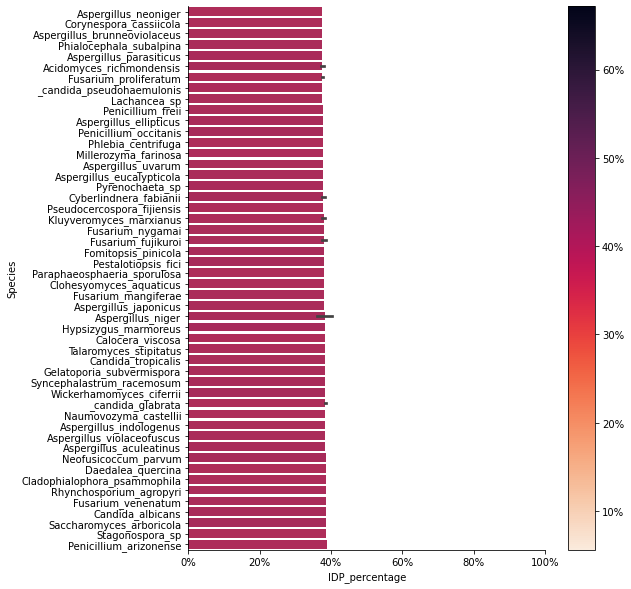 Aspergillus_neoniger
Corynespora_cassiicola
Aspergillus_brunneoviolaceus
Phialocephala_subalpina
Aspergillus_parasiticus
Acidomyces_richmondensis
Fusarium_proliferatum
_candida_pseudohaemulonis
Lachancea_sp
Penicillium_freii
Aspergillus_ellipticus
Penicillium_occitanis
Phlebia_centrifuga
Millerozyma_farinosa
Aspergillus_uvarum
Aspergillus_eucalypticola
Pyrenochaeta_sp
Cyberlindnera_fabianii
Pseudocercospora_fijiensis
Kluyveromyces_marxianus
Fusarium_nygamai
Fusarium_fujikuroi
Fomitopsis_pinicola
Pestalotiopsis_fici
Paraphaeosphaeria_sporulosa
Clohesyomyces_aquaticus
Fusarium_mangiferae
Aspergillus_japonicus
Aspergillus_niger
Hypsizygus_marmoreus
Calocera_viscosa
Talaromyces_stipitatus
Candida_tropicalis
Gelatoporia_subvermispora
Syncephalastrum_racemosum
Wickerhamomyces_ciferrii
_candida_glabrata
Naumovozyma_castellii
Aspergillus_indologenus
Aspergillus_violaceofuscus
Aspergillus_aculeatinus
Neofusicoccum_parvum
Daedalea_quercina
Cladophialophora_psammophila
Rhynchosporium_agropyri
Fusarium_venenatum
Candida_albicans
Saccharomyces_arboricola
Stagonospora_sp
Penicillium_arizonense
Species
0% 20% 40% 60% 80% 100%
IDP_percentage
60%
50%
40%
30%
20%
10%